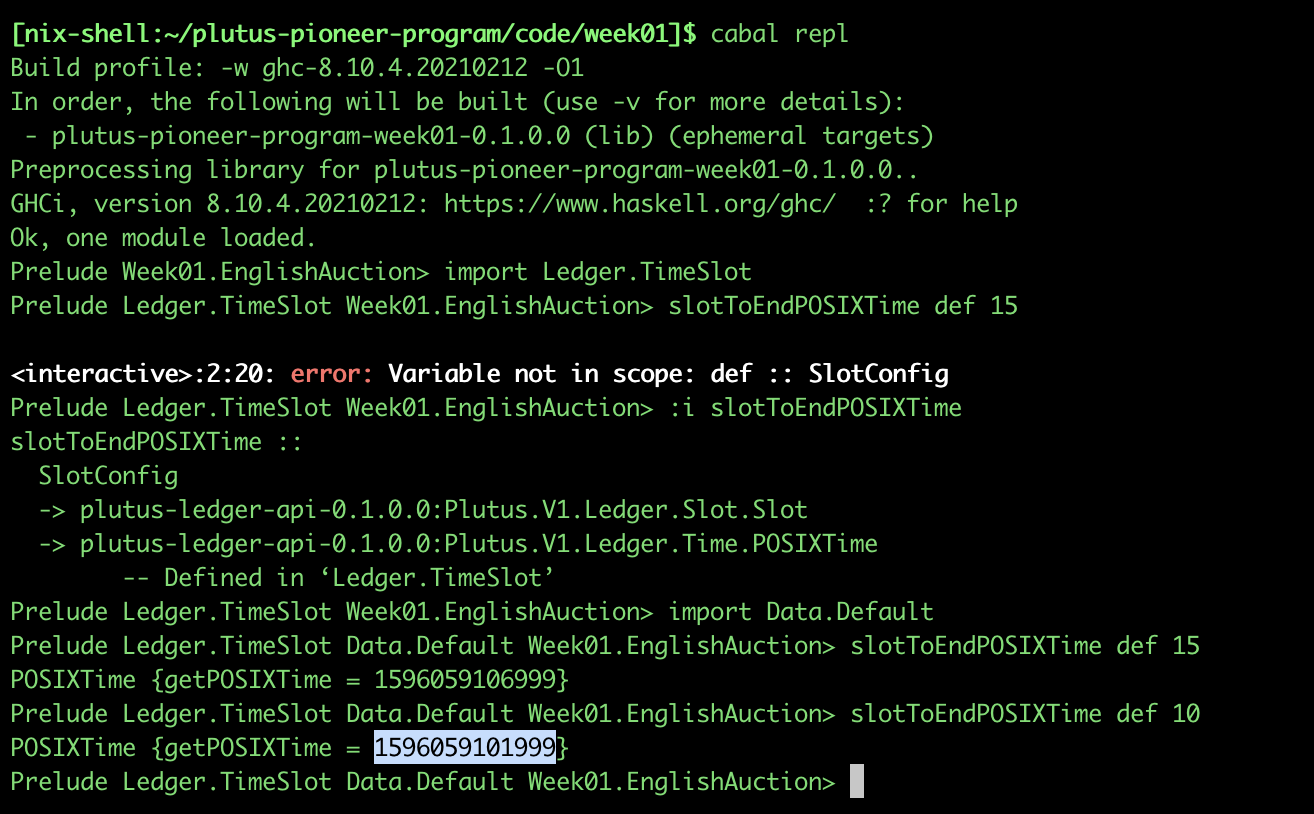 [nix-shell:~/plutus-pioneer-program/code/week01]$ cabal repl
Build profile: -w ghc-8.10.4.20210212 -O1
In order, the following will be built (use -v for more details):
 - plutus-pioneer-program-week01-0.1.0.0 (lib) (ephemeral targets)
Preprocessing library for plutus-pioneer-program-week01-0.1.0.0..
GHCi, version 8.10.4.20210212: https://www.haskell.org/ghc/  :? for help
Ok, one module loaded.
Prelude Week01.EnglishAuction> import Ledger.TimeSlot
Prelude Ledger.TimeSlot Week01.EnglishAuction> slotToEndPOSIXTime def 15

<interactive>:2:20: error: Variable not in scope: def :: SlotConfig
Prelude Ledger.TimeSlot Week01.EnglishAuction> :i slotToEndPOSIXTime
slotToEndPOSIXTime ::
  SlotConfig
  -> plutus-ledger-api-0.1.0.0:Plutus.V1.Ledger.Slot.Slot
  -> plutus-ledger-api-0.1.0.0:Plutus.V1.Ledger.Time.POSIXTime
        -- Defined in ‘Ledger.TimeSlot’
Prelude Ledger.TimeSlot Week01.EnglishAuction> import Data.Default
Prelude Ledger.TimeSlot Data.Default Week01.EnglishAuction> slotToEndPOSIXTime def 15
POSIXTime {getPOSIXTime = 1596059106999}
Prelude Ledger.TimeSlot Data.Default Week01.EnglishAuction> slotToEndPOSIXTime def 10
POSIXTime {getPOSIXTime = 1596059101999}
Prelude Ledger.TimeSlot Data.Default Week01.EnglishAuction>